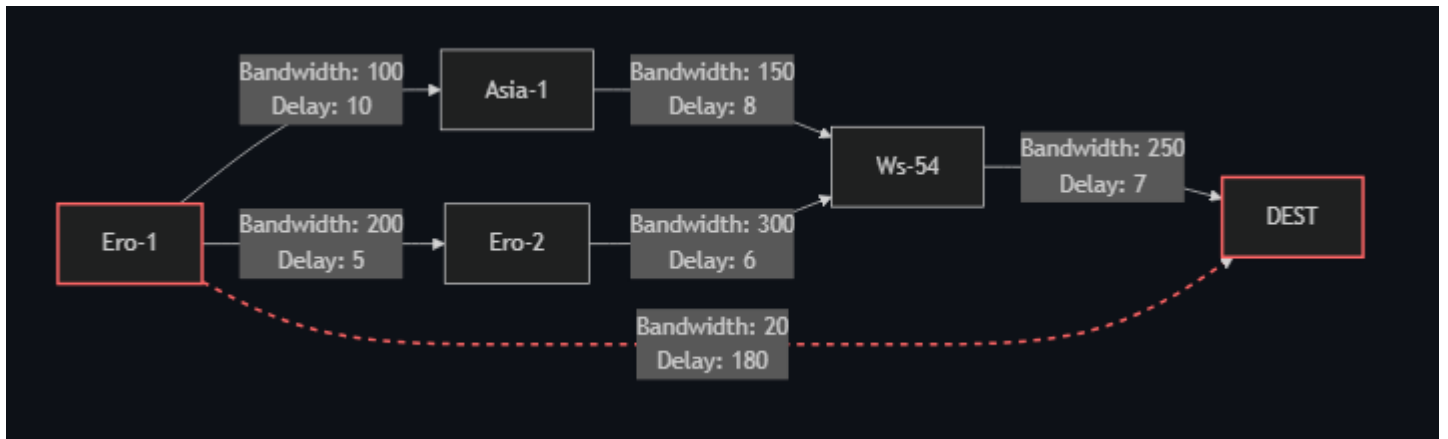 Bandwidth: 100
Delay: 10
Asia-1
Bandwidth: 150
Delay: 8
Ws-54
Bandwidth: 250
Delay: 7
DEST
Ero-1
Bandwidth: 200
Delay: 5
Ero-2
Bandwidth: 300
Delay: 6
Bandwidth: 20
Delay: 180